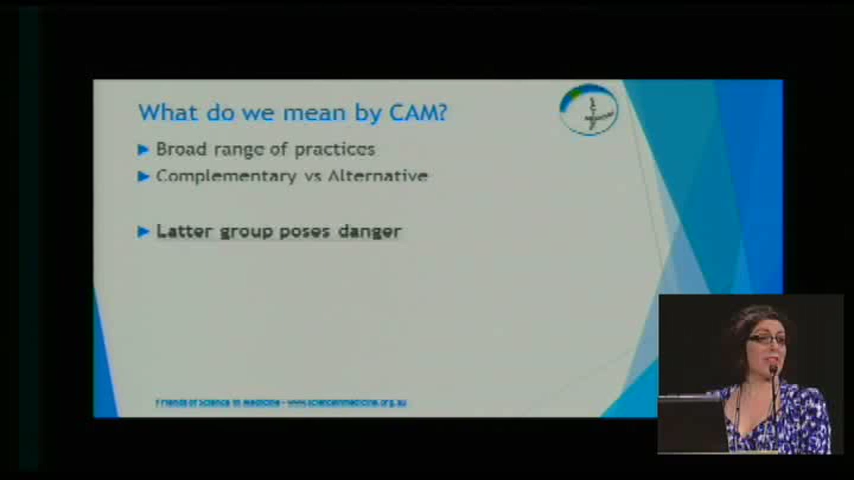 What do we mean by CAM?
Broad range of practices
Complementary vs Alternative
Latter group poses danger
Friends of Science in Medicine - www.scienceinmedicine.org.au